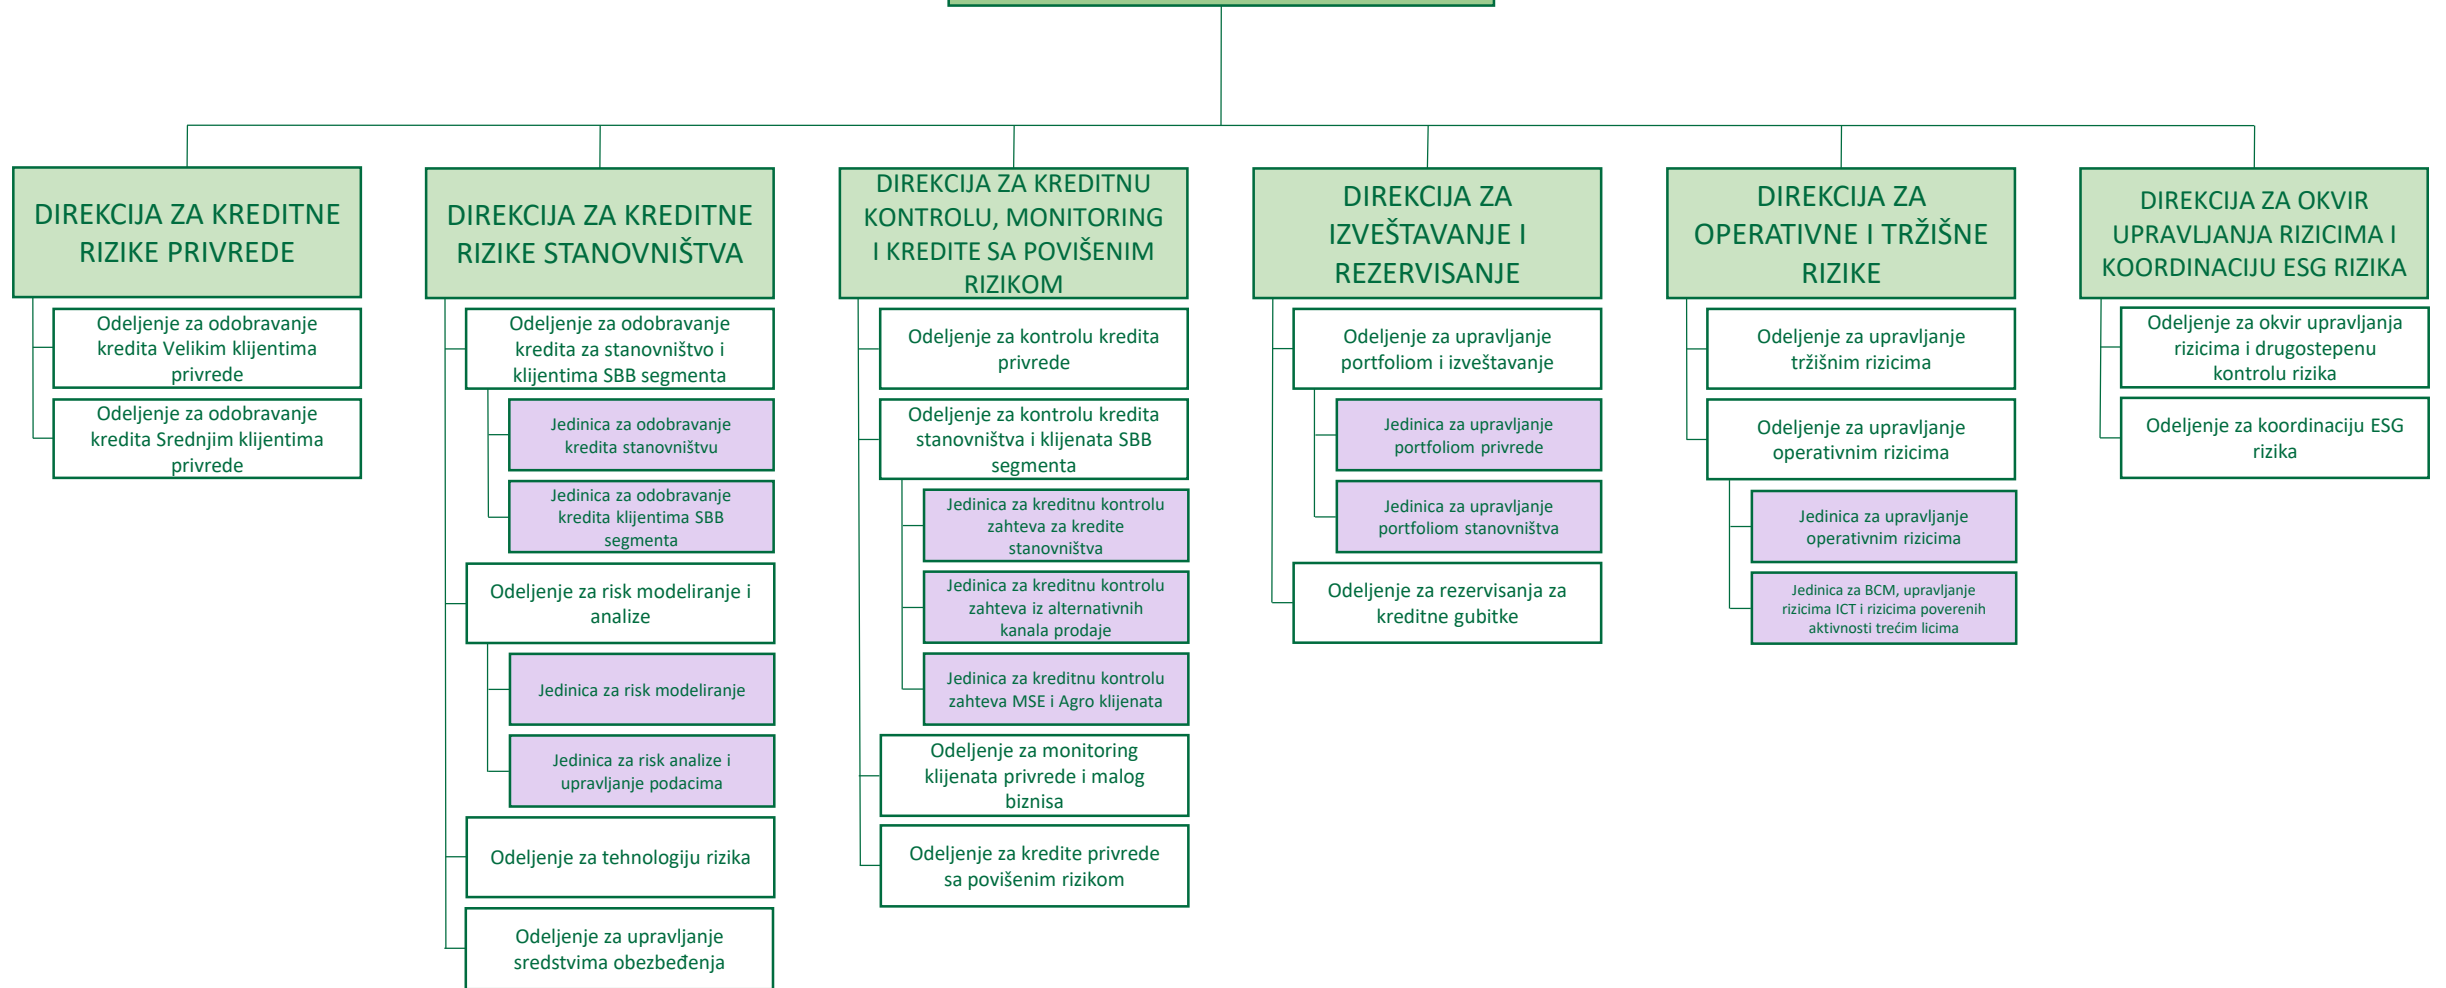 DIREKCIJA ZA KREDITNE
RIZIKE PRIVREDE
Odeljenje za odobravanje
kredita Velikim klijentima
privrede
Odeljenje za odobravanje
kredita Srednjim klijentima
privrede
DIREKCIJA ZA KREDITNE
RIZIKE STANOVNIŠTVA
Odeljenje za odobravanje
kredita za stanovništvo i
klijentima SBB segmenta
Jedinica za odobravanje
kredita stanovništvu
Jedinica za odobravanje
kredita klijentima SBB
segmenta
Odeljenje za risk modeliranje i
analize
Jedinica za risk modeliranje
Jedinica za risk analize i
upravljanje podacima
Odeljenje za tehnologiju rizika
Odeljenje za upravljanje
sredstvima obezbeđenja
DIREKCIJA ZA KREDITNU
KONTROLU, MONITORING
I KREDITE SA POVIŠENIM
RIZIKOM
Odeljenje za kontrolu kredita
privrede
Odeljenje za kontrolu kredita
stanovništva i klijenata SBB
segmenta
Jedinica za kreditnu kontrolu
zahteva za kredite
stanovništva
Jedinica za kreditnu kontrolu
zahteva iz alternativnih
kanala prodaje
Jedinica za kreditnu kontrolu
zahteva MSE i Agro klijenata
Odeljenje za monitoring
klijenata privrede i malog
biznisa
Odeljenje za kredite privrede
sa povišenim rizikom
DIREKCIJA ZA
IZVEŠTAVANJE I
REZERVISANJE
Odeljenje za upravljanje
portfoliom i izveštavanje
Jedinica za upravljanje
portfoliom privrede
Jedinica za upravljanje
portfoliom stanovništva
Odeljenje za rezervisanja za
kreditne gubitke
DIREKCIJA ZA
OPERATIVNE I TRŽIŠNE
RIZIKE
Odeljenje za upravljanje
tržišnim rizicima
Odeljenje za upravljanje
operativnim rizicima
Jedinica za upravljanje
operativnim rizicima
Jedinica za BCM, upravljanje
rizicima ICT i rizicima poverenih
aktivnosti trećim licima
DIREKCIJA ZA OKVIR
UPRAVLJANJA RIZICIMA I
KOORDINACIJU ESG RIZIKA
Odeljenje za okvir upravljanja
rizicima i drugostepenu
kontrolu rizika
Odeljenje za koordinaciju ESG
rizika